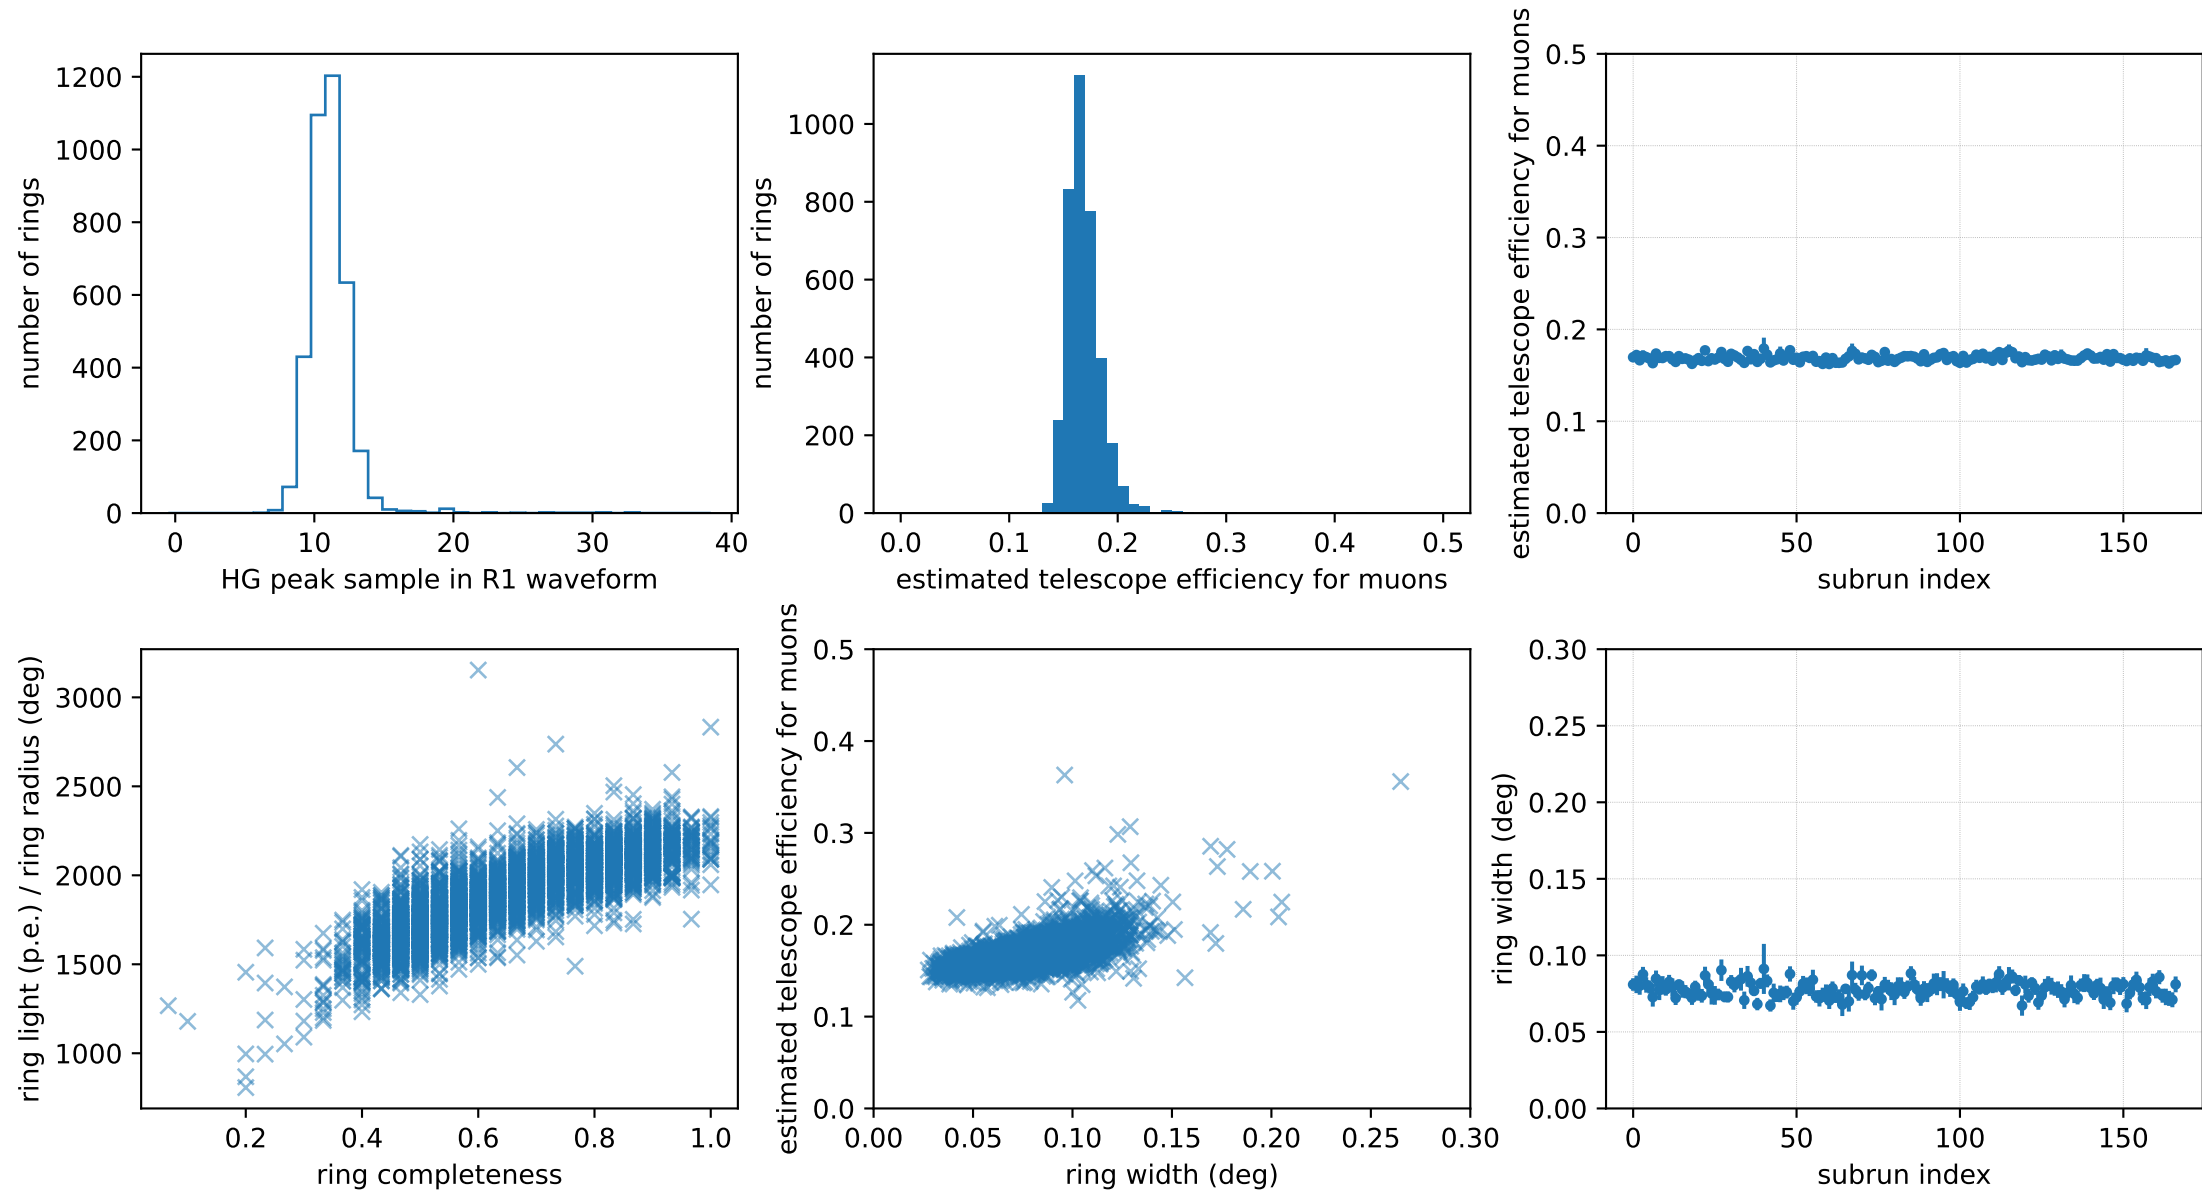 number of rings
1200
1000
800
600
400
200
0
0 10 20 30 40
HG peak sample in R1 waveform
number of rings
1000
800
600
400
200
0
0.0 0.1 0.2 0.3 0.4 0.5
estimated telescope efficiency for muons
estimated telescope efficiency for muons
0.5
0.4
0.3
0.2
0.1
0.0
0 50 100 150
subrun index
ring light (p.e.) / ring radius (deg)
3000
2500
2000
1500
1000
0.2 0.4 0.6 0.8 1.0
ring completeness
estimated telescope efficiency for muons
0.5
0.4
0.3
0.2
0.1
0.0
0.00 0.05 0.10 0.15 0.20 0.25 0.30
ring width (deg)
ring width (deg)
0.30
0.25
0.20
0.15
0.10
0.05
0.00
0 50 100 150
subrun index